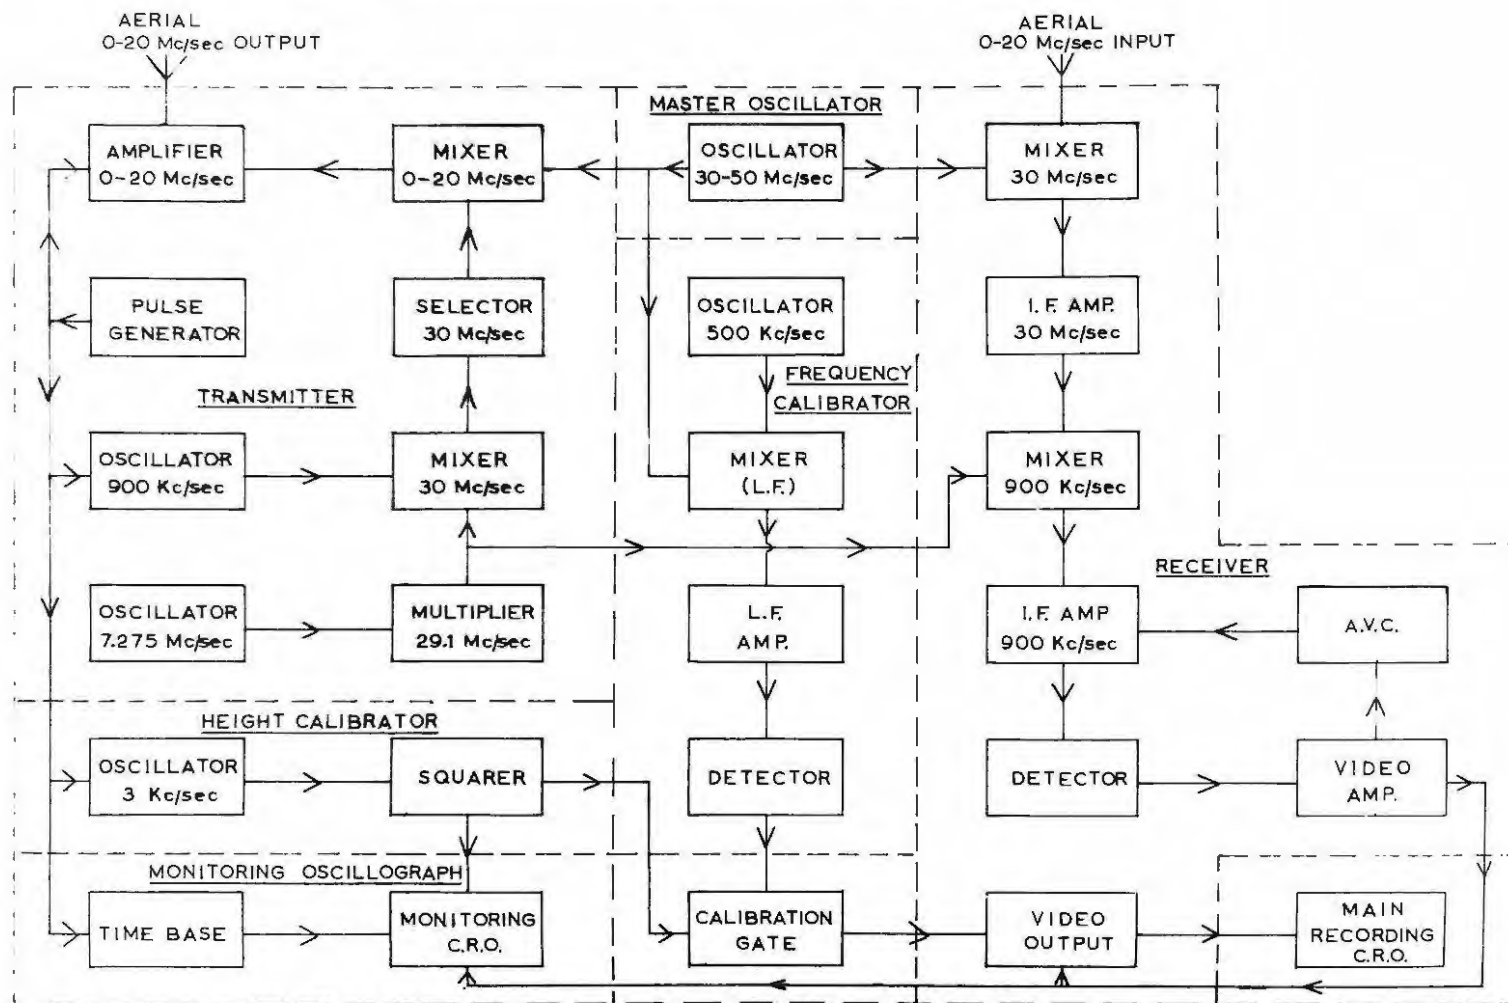 AERIAL
0-20 Mc/sec OUTPUT
AERIAL
0-20 Mc/sec INPUT
MASTER OSCILLATOR
AMPLIFIER
0-20 Mc/sec
MIXER
0-20 Mc/sec
OSCILLATOR
30-50 Mc/sec
MIXER
30 Mc/sec
PULSE
GENERATOR
SELECTOR
30 Mc/sec
OSCILLATOR
500 Kc/sec
I.F. AMP.
30 Mc/sec
TRANSMITTER
FREQUENCY
CALIBRATOR
OSCILLATOR
900 Kc/sec
MIXER
30 Mc/sec
MIXER
(L.F.)
MIXER
900 Kc/sec
RECEIVER
OSCILLATOR
7.275 Mc/sec
MULTIPLIER
29.1 Mc/sec
L.F.
AMP.
I.F. AMP
900 Kc/sec
A.V.C.
HEIGHT CALIBRATOR
OSCILLATOR
3 Kc/sec
SQUARER
DETECTOR
DETECTOR
VIDEO
AMP.
MONITORING OSCILLOGRAPH
TIME BASE
MONITORING
C.R.O.
CALIBRATION
GATE
VIDEO
OUTPUT
MAIN
RECORDING
C.R.O.